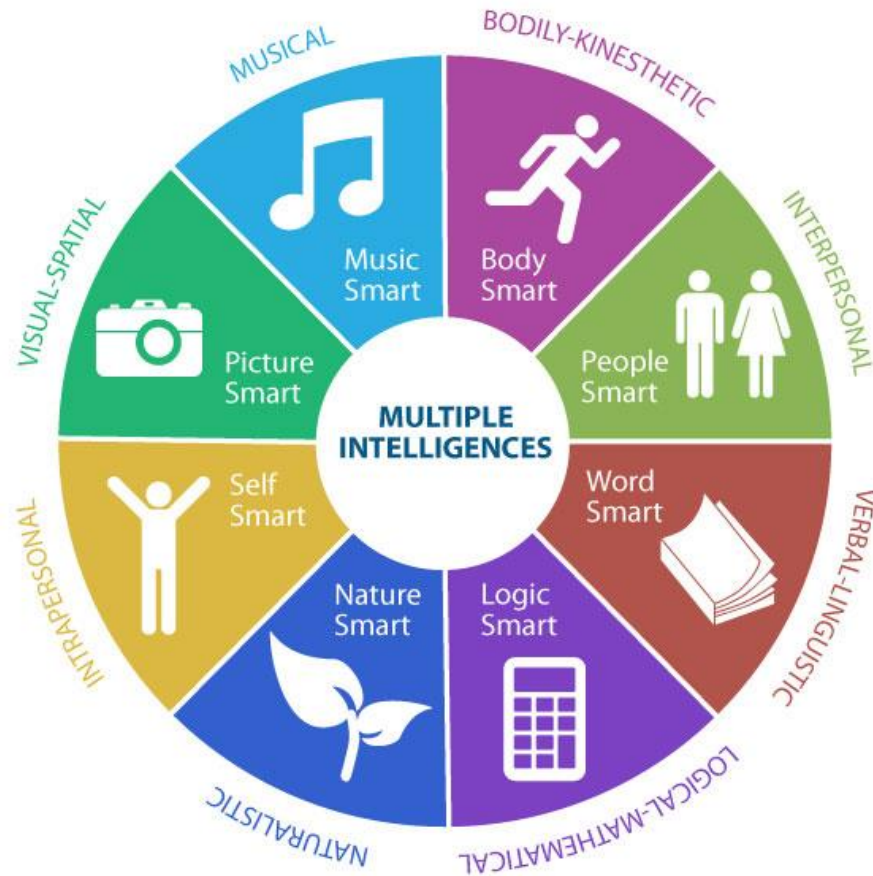 MUSICAL
BODILY-KINESTHETIC
VISUAL-SPATIAL
INTERPERSONAL
Music
Smart
Body
Smart
Picture
Smart
People
Smart
MULTIPLE
INTELLIGENCES
Self
Smart
Word
Smart
INTRAPERSONAL
VERBAL-LINGUISTIC
Nature
Smart
Logic
Smart
NATURALISTIC
LOGICAL-MATHEMATICAL